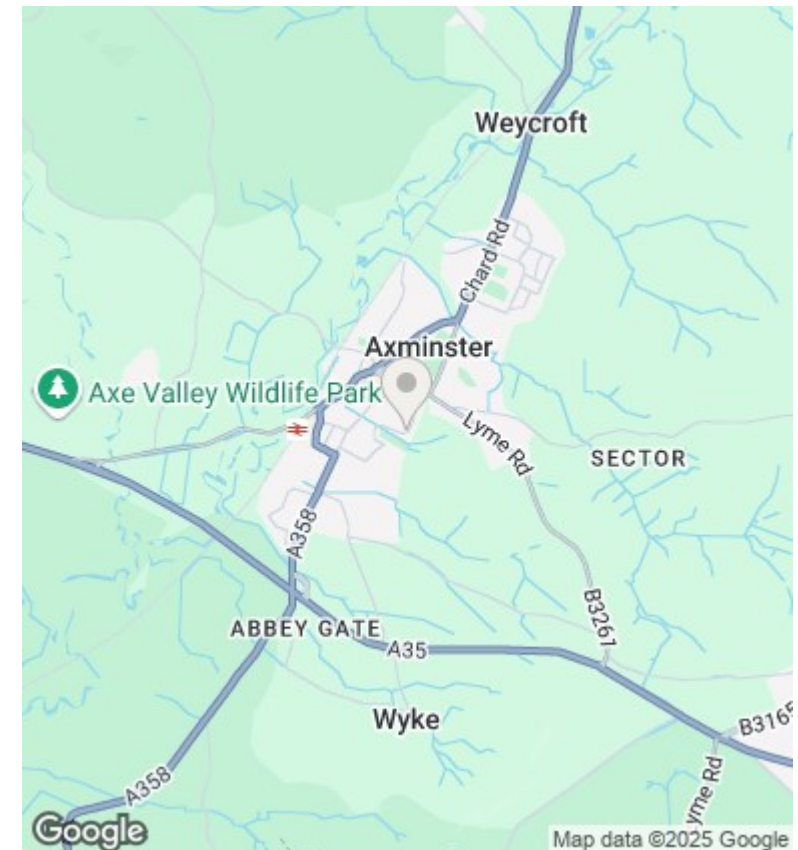 Weycroft
Chard Rd
Axminster
Axe Valley Wildlife Park
Lyme Rd
SECTOR
A358
B3261
ABBEY GATE
A35
Wyke
B3165
A358
yme Rd
Google
Map data ©2025 Google